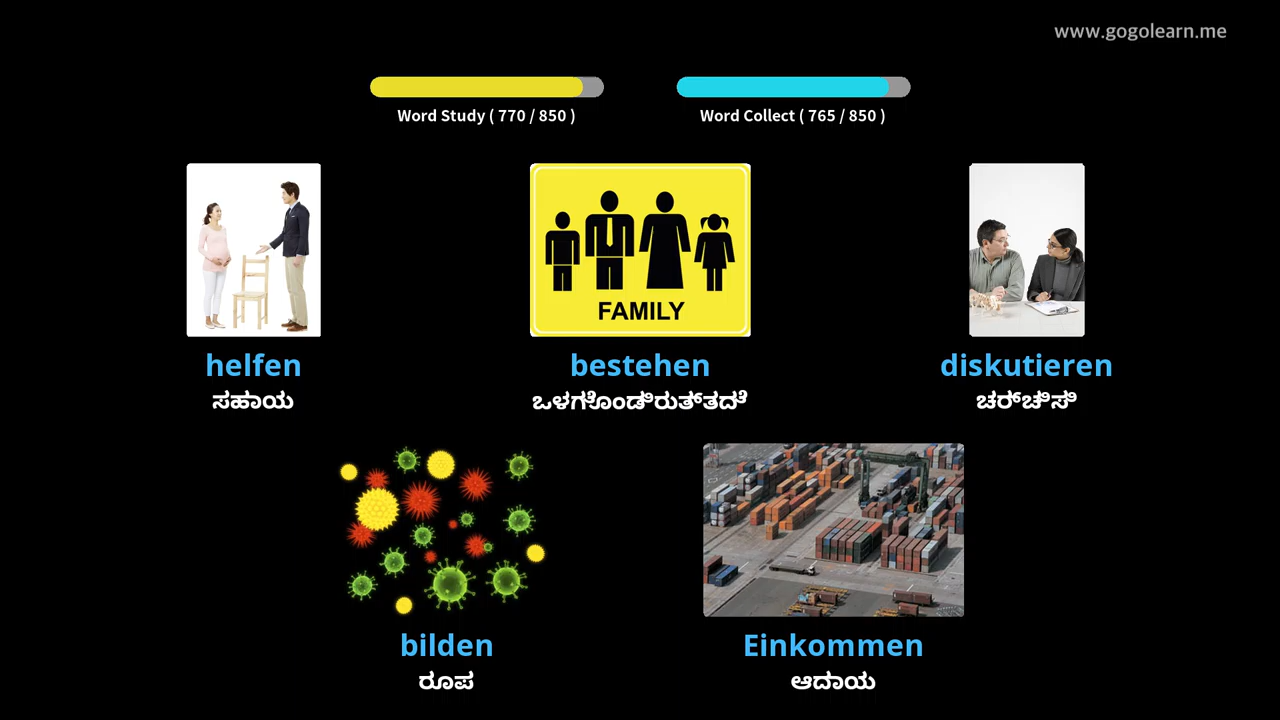 www.gogolearn.me
Word Study ( 770 / 850 )
Word Collect ( 765 / 850 )
FAMILY
helfen
bestehen
diskutieren
ಸಹಾಯ
ಒಳಗೊಂಡಿರುತ್ತದೆ
ಚರ್ಚಿಸಿ
bilden
Einkommen
ರೂಪ
ಆದಾಯ